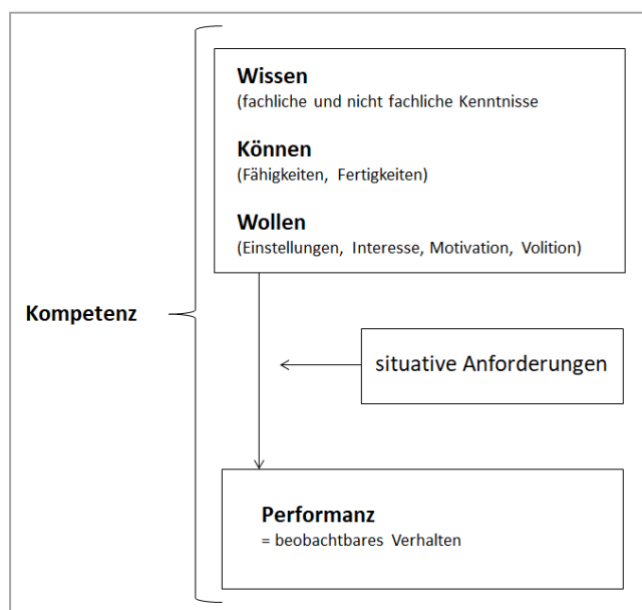 Wissen
(fachliche und nicht fachliche Kenntnisse
Können
(Fähigkeiten, Fertigkeiten)
Wollen
(Einstellungen, Interesse, Motivation, Volition)
Kompetenz
situative Anforderungen
Performanz
= beobachtbares Verhalten